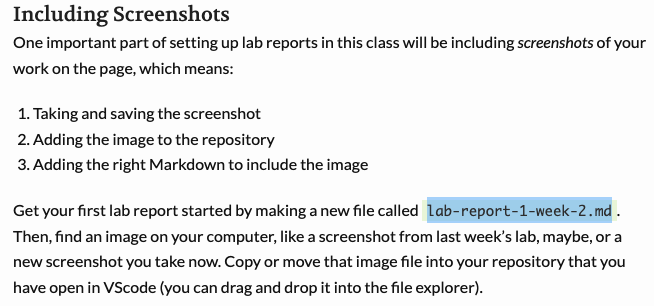 Including Screenshots
One important part of setting up lab reports in this class will be including screenshots of your
work on the page, which means:
1. Taking and saving the screenshot
2. Adding the image to the repository
3. Adding the right Markdown to include the image
Get your first lab report started by making a new file called lab-report-1-week-2.md.
Then, find an image on your computer, like a screenshot from last week’s lab, maybe, or a
new screenshot you take now. Copy or move that image file into your repository that you
have open in VScode (you can drag and drop it into the file explorer).